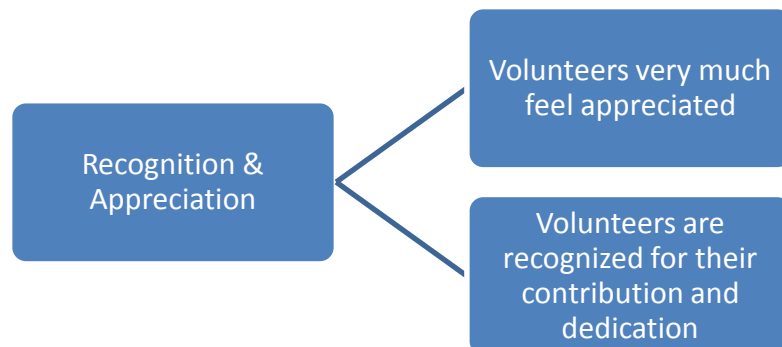 Recognition &
Appreciation
Volunteers very much
feel appreciated
Volunteers are
recognized for their
contribution and
dedication